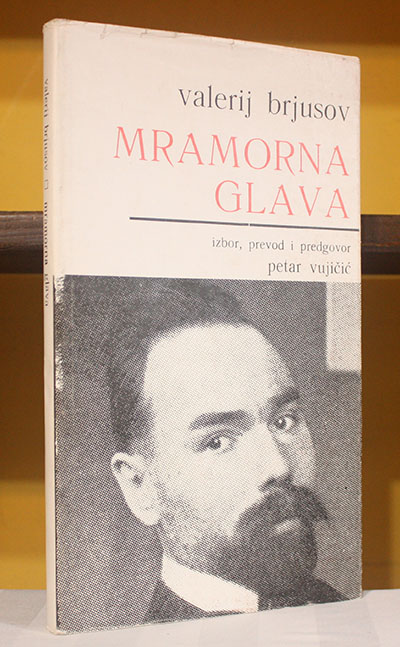 valerij brjusov
MRAMORNA
GLAVA
izbor, prevod i predgovor
petar vujičić
valerij brjusov □ mramorna glava